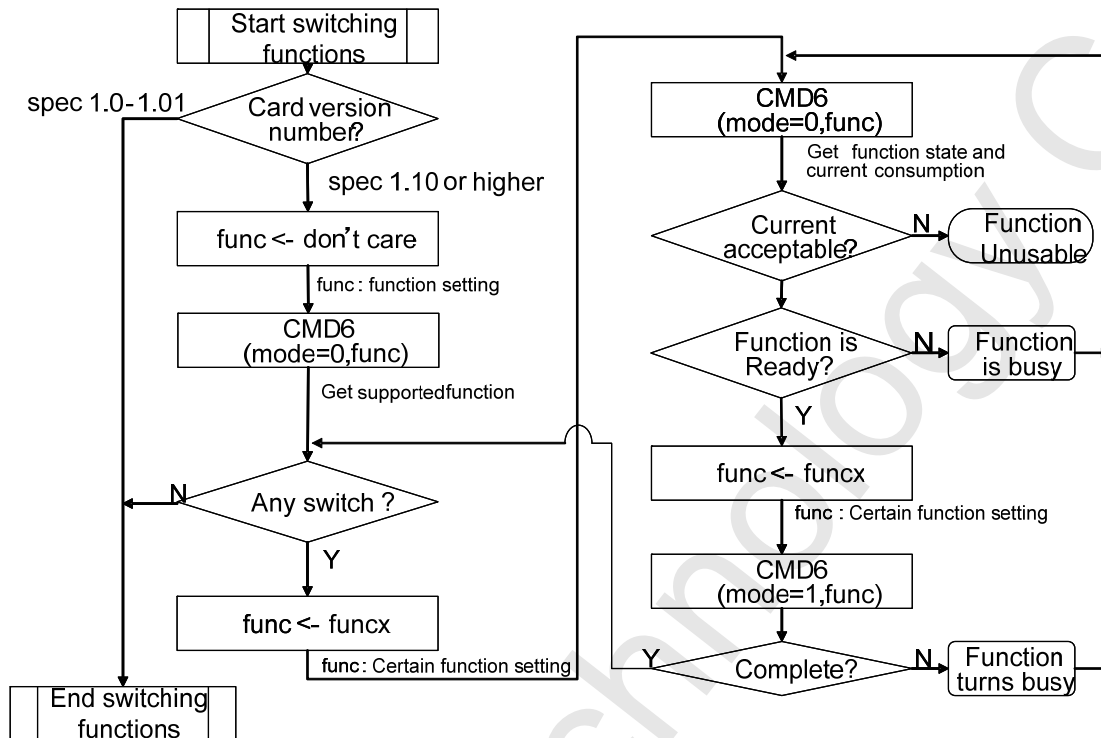 Start switching
functions
spec 1.0-1.01
Card version
number?
spec 1.10 or higher
func <- don't care
func : function setting
CMD6
(mode=0,func)
Get supportedfunction
N
Any switch ?
Y
func <- funcx
func : Certain function setting
End switching
functions
CMD6
(mode=0,func)
Get function state and
current consumption
Current
acceptable?
N
Function
Unusable
Function is
Ready?
N
Function
is busy
Y
func <- funcx
func : Certain function setting
CMD6
(mode=1,func)
Y
Complete?
N
Function
turns busy
chnology C